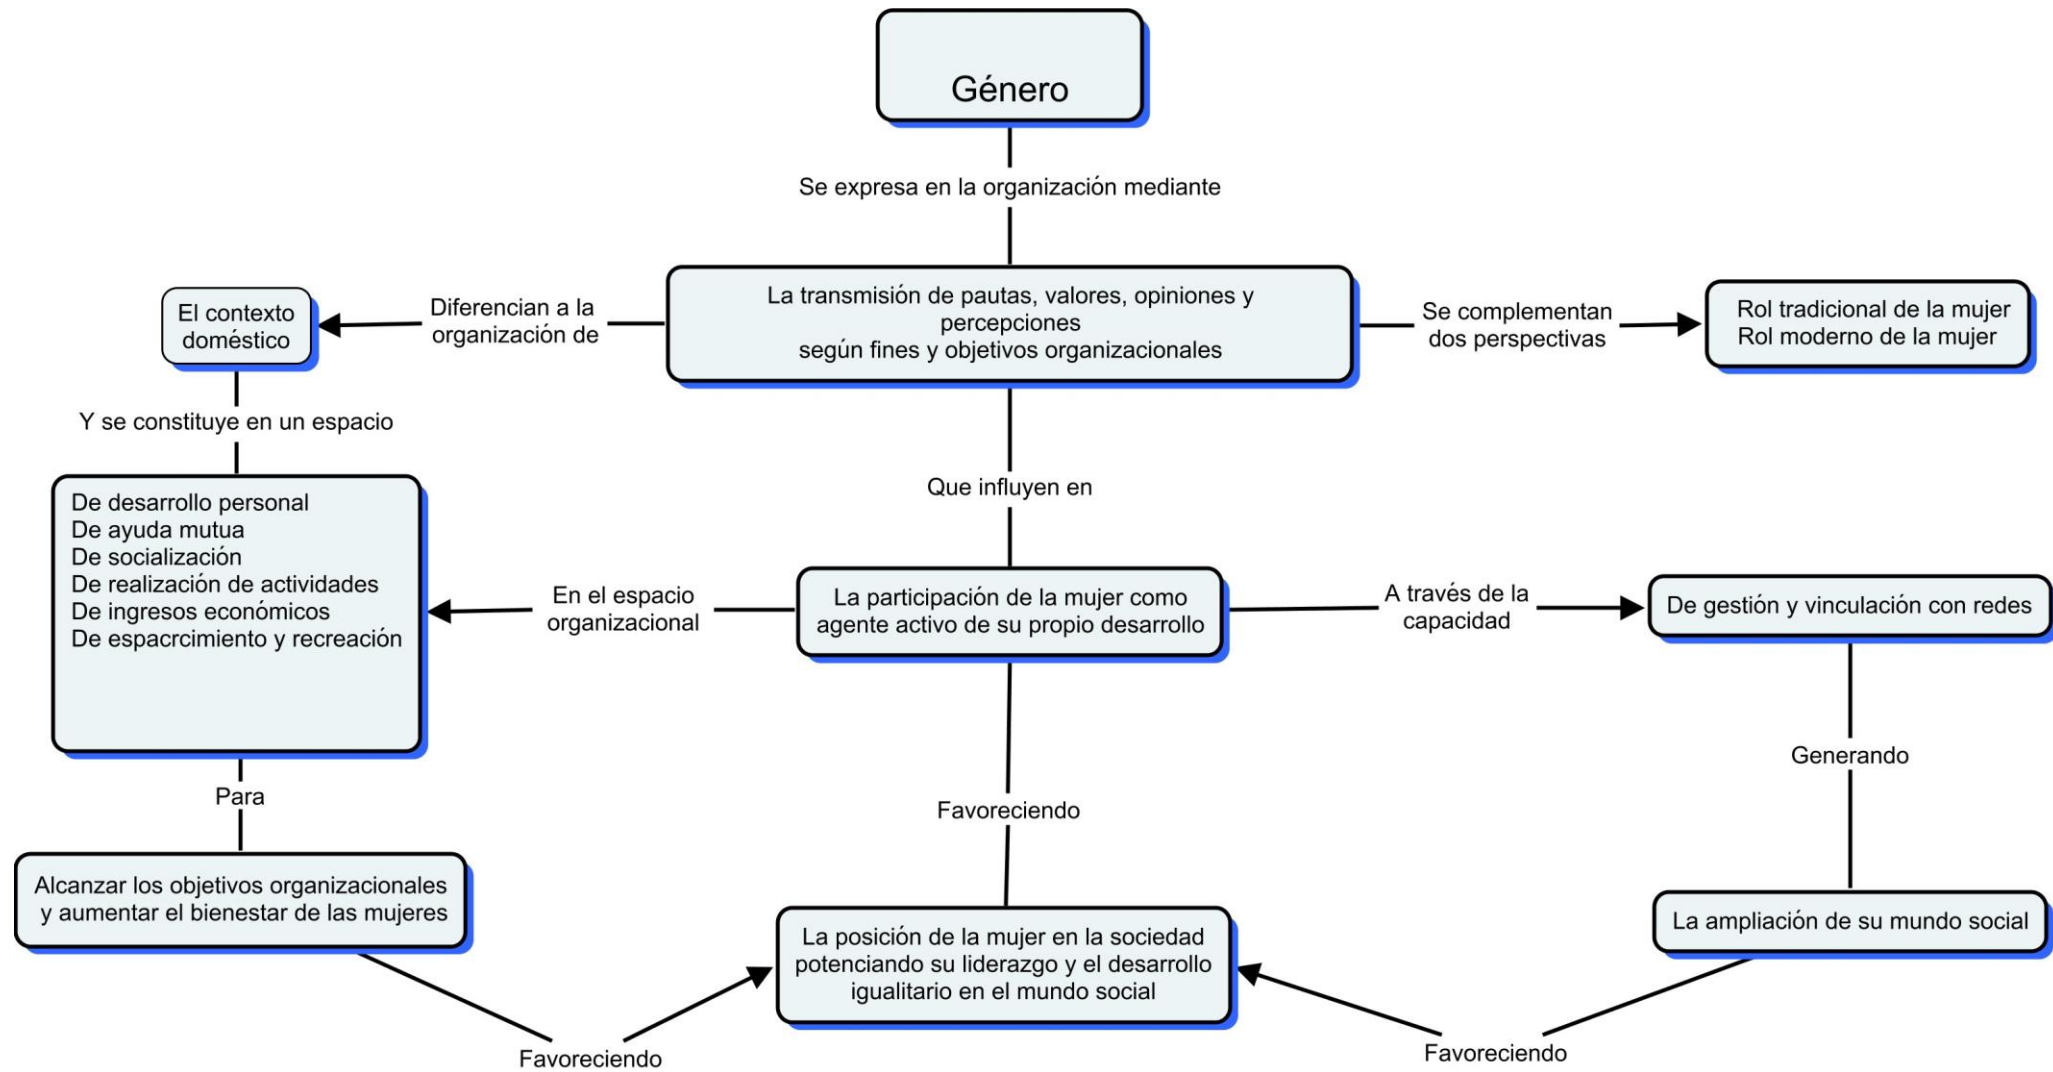 Género
Se expresa en la organización mediante
El contexto
doméstico
Diferencian a la
organización de
La transmisión de pautas, valores, opiniones y
percepciones
según fines y objetivos organizacionales
Se complementan
dos perspectivas
Rol tradicional de la mujer
Rol moderno de la mujer
Y se constituye en un espacio
De desarrollo personal
De ayuda mutua
De socialización
De realización de actividades
De ingresos económicos
De espacrcimiento y recreación
Que influyen en
En el espacio
organizacional
La participación de la mujer como
agente activo de su propio desarrollo
A través de la
capacidad
De gestión y vinculación con redes
Para
Favoreciendo
Generando
Alcanzar los objetivos organizacionales
y aumentar el bienestar de las mujeres
La posición de la mujer en la sociedad
potenciando su liderazgo y el desarrollo
igualitario en el mundo social
La ampliación de su mundo social
Favoreciendo
Favoreciendo